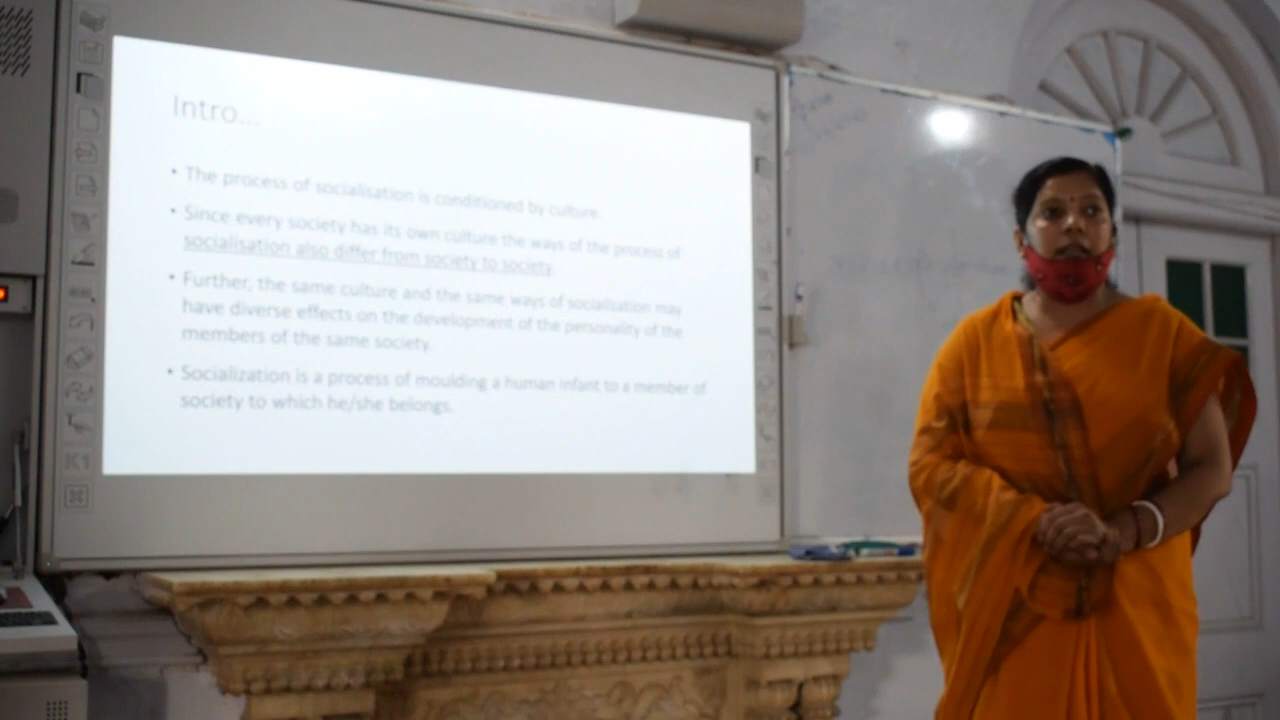 Intro...
• The process of socialisation is conditioned by culture.
• Since every society has its own culture the ways of the process of
socialisation also differ from society to society.
• Further, the same culture and the same ways of socialisation may
have diverse effects on the development of the personality of the
members of the same society.
• Socialization is a process of moulding a human infant to a member of
society to which he/she belongs.